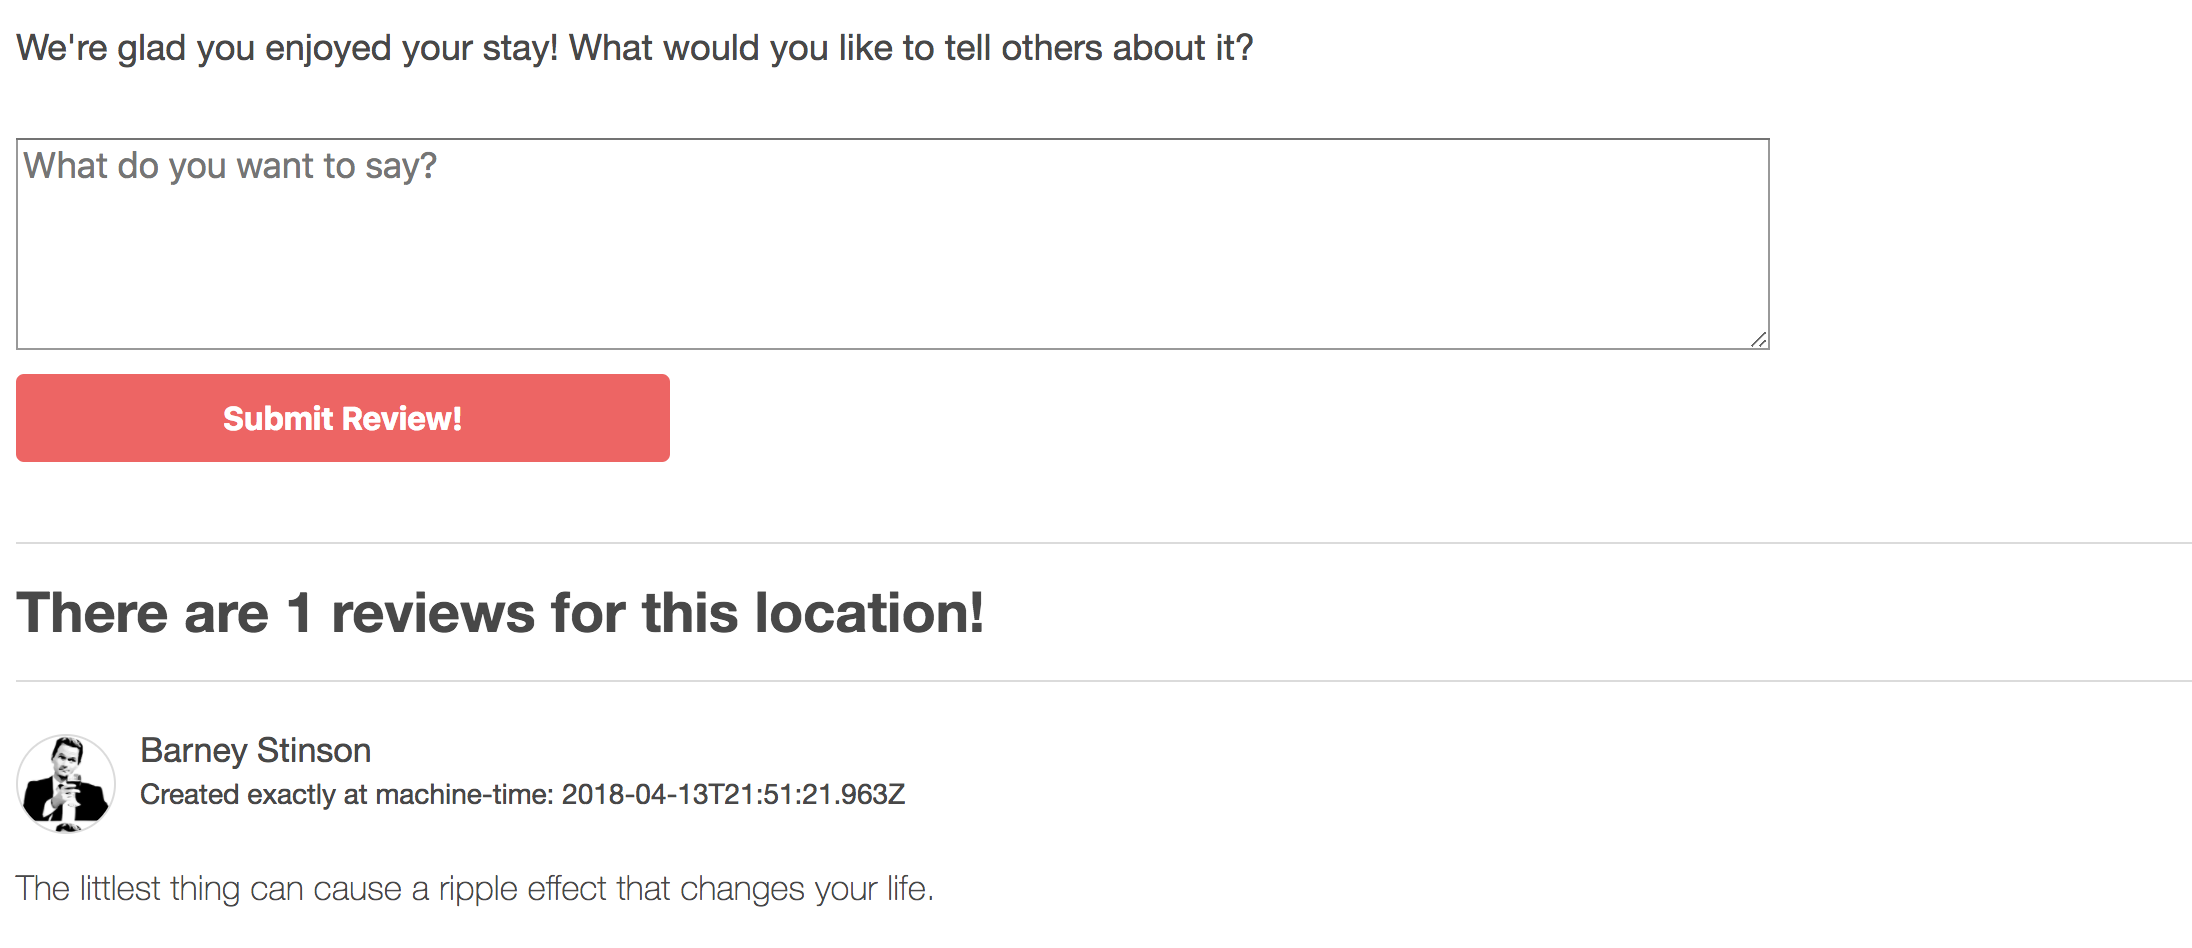 We're glad you enjoyed your stay! What would you like to tell others about it?
What do you want to say?
Submit Review!
There are 1 reviews for this location!
Barney Stinson
Created exactly at machine-time: 2018-04-13T21:51:21.963Z
The littlest thing can cause a ripple effect that changes your life.